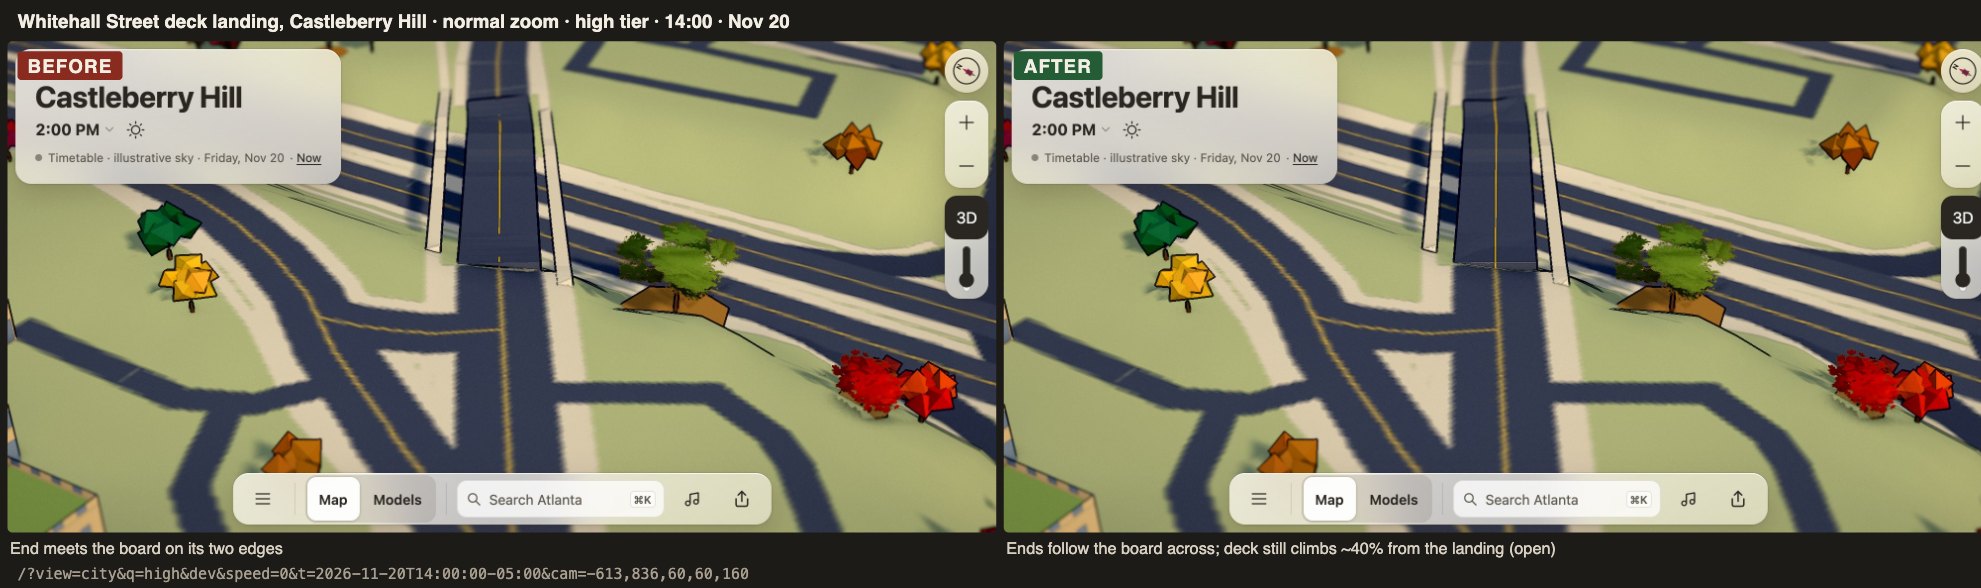 Whitehall Street deck landing, Castleberry Hill · normal zoom · high tier · 14:00 · Nov 20
BEFORE
Castleberry Hill
2:00 PM
Timetable · illustrative sky · Friday, Nov 20 · Now
N
+
−
3D
Map Models Search Atlanta ⌘K
End meets the board on its two edges
AFTER
Castleberry Hill
2:00 PM
Timetable · illustrative sky · Friday, Nov 20 · Now
N
+
−
3D
Map Models Search Atlanta ⌘K
Ends follow the board across; deck still climbs ~40% from the landing (open)
/?view=city&q=high&dev&speed=0&t=2026-11-20T14:00:00-05:00&cam=-613,836,60,60,160